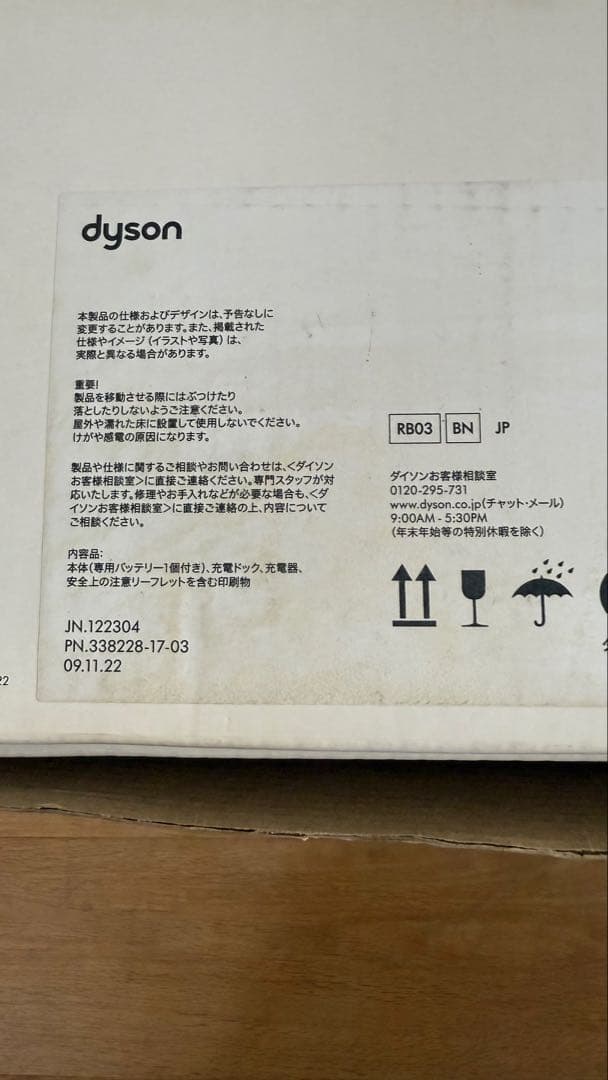 dyson
本製品の仕様およびデザインは、予告なしに
変更することがあります。また、掲載された
仕様やイメージ（イラストや写真）は、
実際と異なる場合があります。
重要!
製品を移動させる際にはぶつけたり
落としたりしないようご注意ください。
屋外や濡れた床に設置して使用しないでください。
けがや感電の原因になります。
製品や仕様に関するご相談やお問い合わせは、<ダイソン
お客様相談室>に直接ご連絡ください。専門スタッフが対
応いたします。修理やお手入れなどが必要な場合も、<ダ
イソンお客様相談室>に直接ご連絡の上、内容について
ご相談ください。
内容品：
本体（専用バッテリー1個付き）、充電ドック、充電器、
安全上の注意リーフレットを含む印刷物
JN.122304
PN.338228-17-03
09.11.22
RB03 BN JP
ダイソンお客様相談室
0120-295-731
www.dyson.co.jp（チャット・メール）
9:00AM - 5:30PM
（年末年始等の特別休暇を除く）